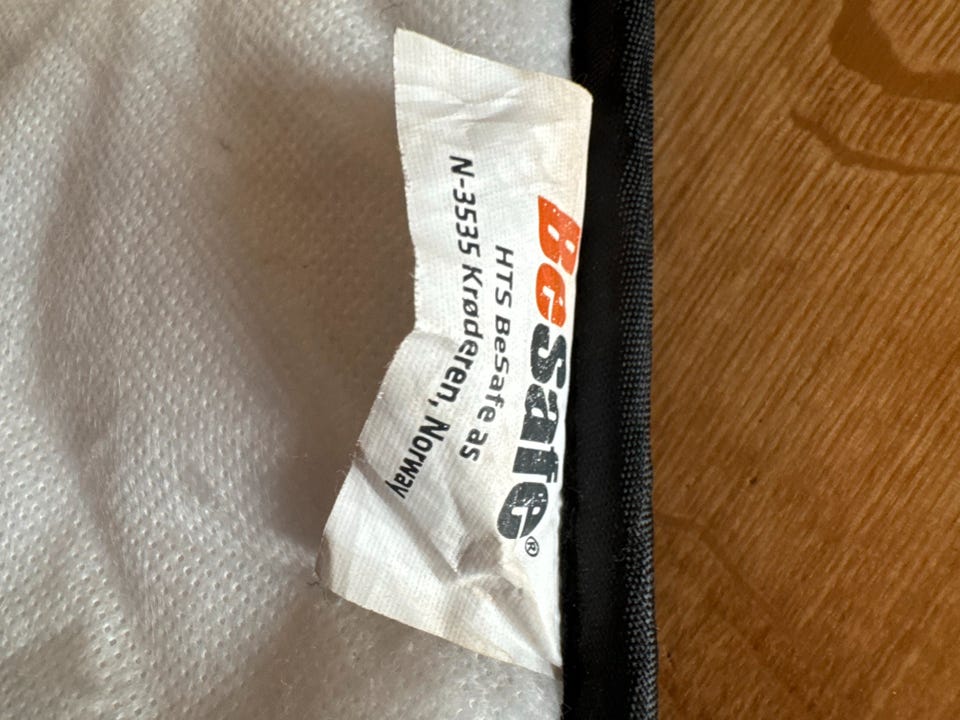 BeSafe®
HTS BeSafe as
N-3535 Krøderen, Norway